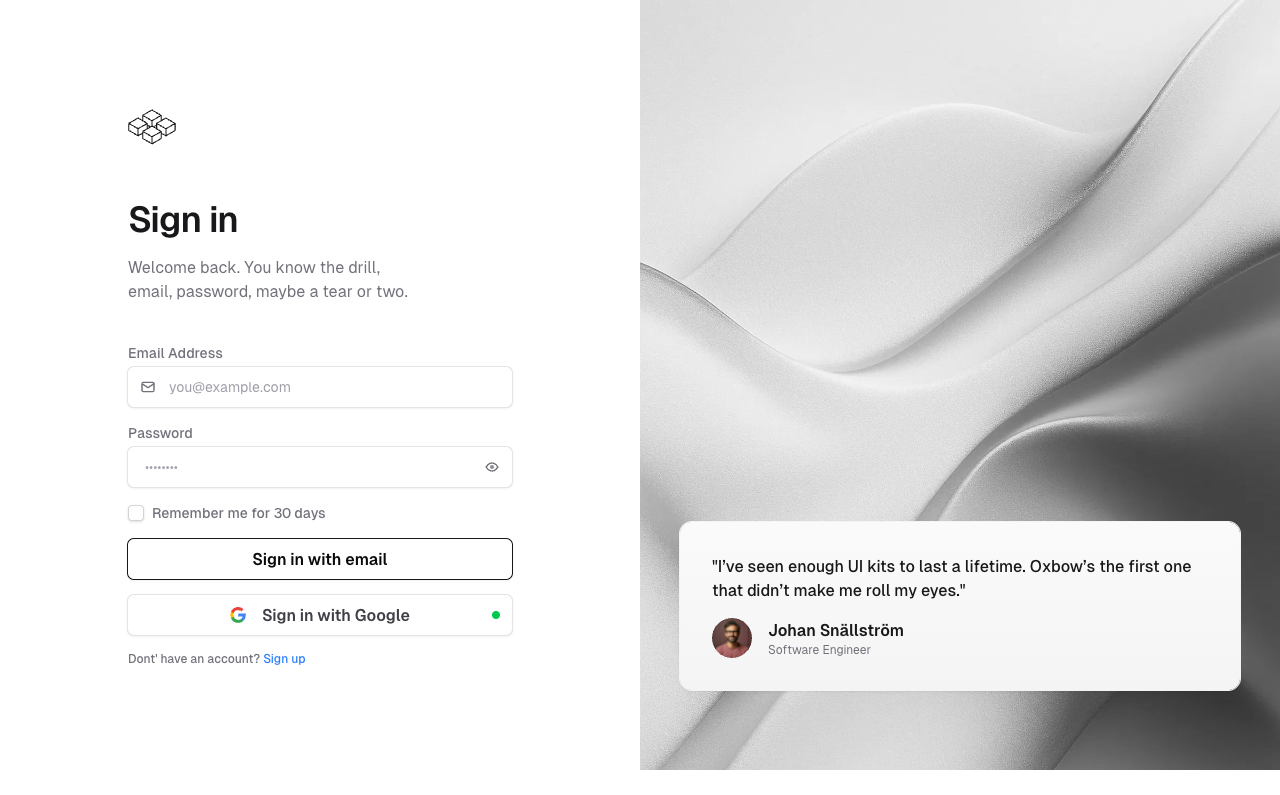 Sign in
Welcome back. You know the drill,
email, password, maybe a tear or two.
Email Address
you@example.com
Password
••••••••
Remember me for 30 days
Sign in with email
Sign in with Google
Dont' have an account? Sign up
"I’ve seen enough UI kits to last a lifetime. Oxbow’s the first one
that didn’t make me roll my eyes."
Johan Snällström
Software Engineer